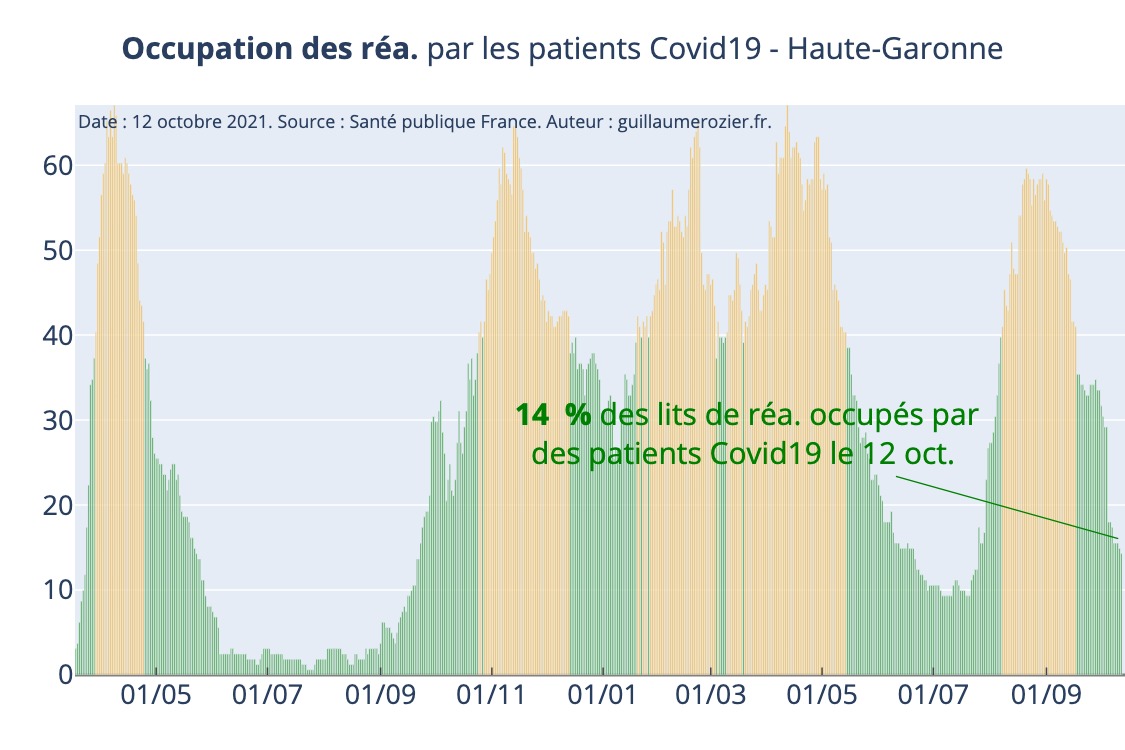 Occupation des réa. par les patients Covid19 - Haute-Garonne
Date : 12 octobre 2021. Source : Santé publique France. Auteur : guillaumerozier.fr.
60
50
40
30
20
10
0
14 % des lits de réa. occupés par
des patients Covid19 le 12 oct.
01/05 01/07 01/09 01/11 01/01 01/03 01/05 01/07 01/09